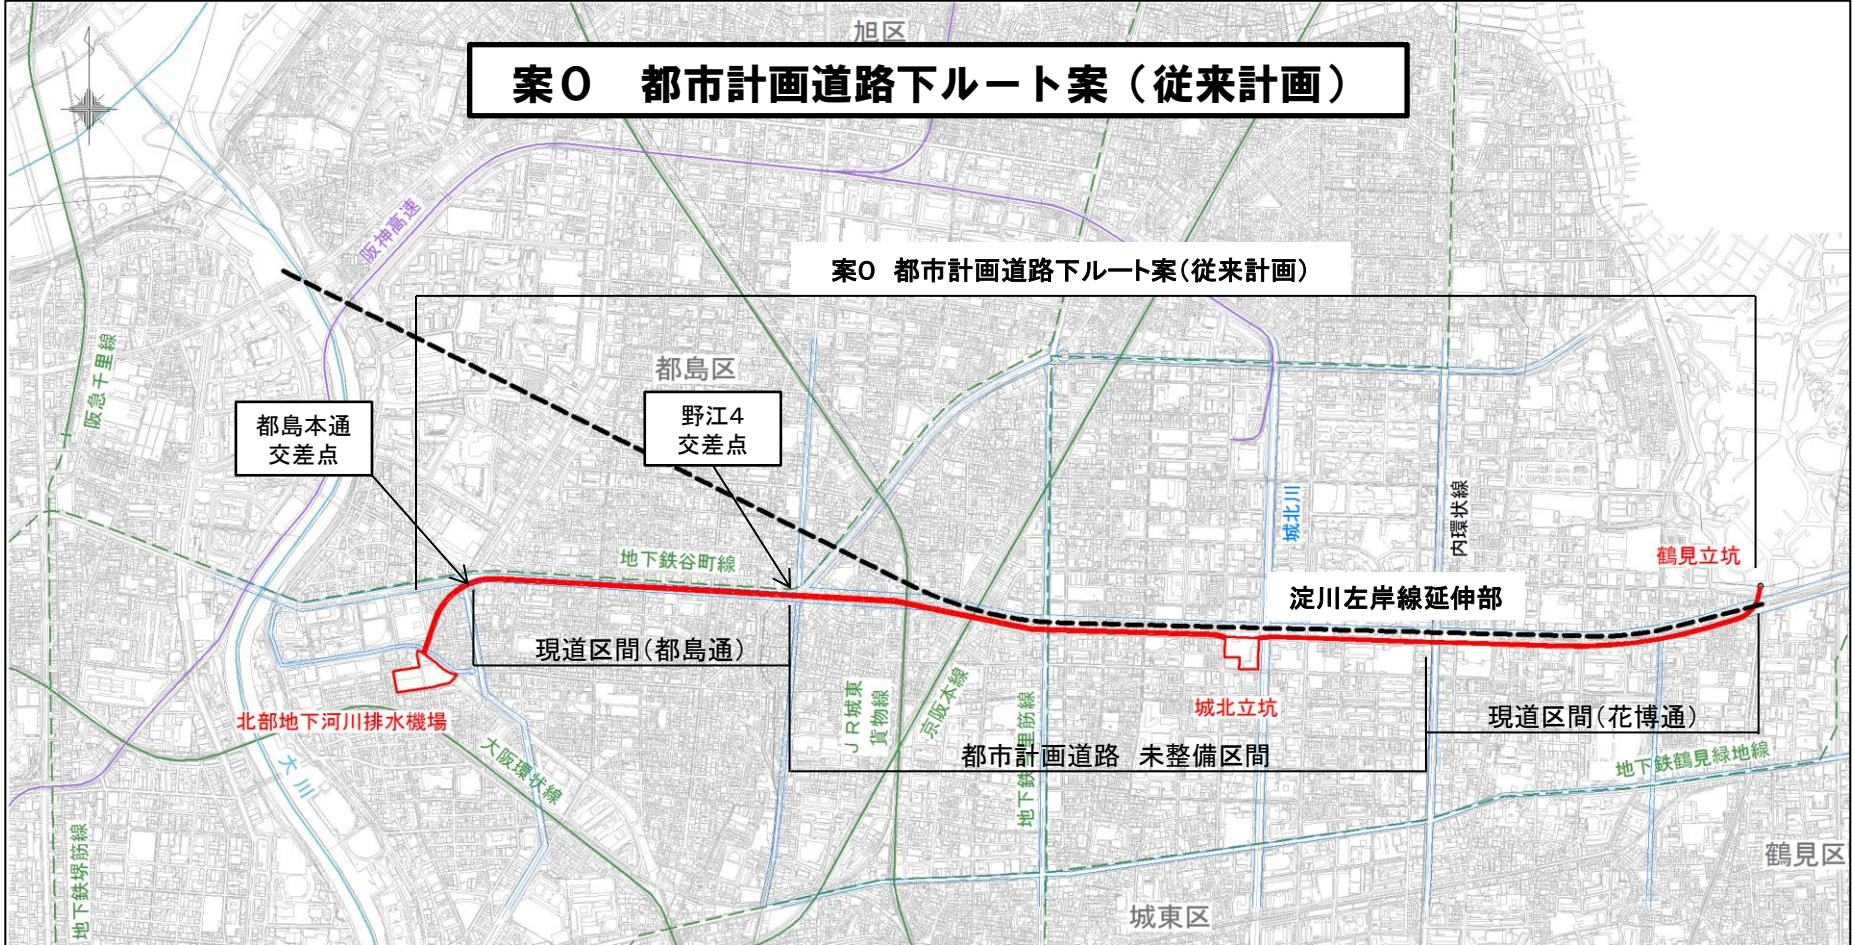 旭区
案0　都市計画道路下ルート案（従来計画）
阪神高速
案0 都市計画道路下ルート案(従来計画)
阪急千里線
都島区
都島本通
交差点
野江4
交差点
地下鉄谷町線
城北川
内環状線
鶴見立坑
淀川左岸線延伸部
現道区間(都島通)
北部地下河川排水機場
大川
大阪環状線
JR城東
貨物線
京阪本線
地下鉄今里筋線
城北立坑
現道区間(花博通)
都市計画道路　未整備区間
地下鉄鶴見緑地線
地下鉄堺筋線
鶴見区
城東区